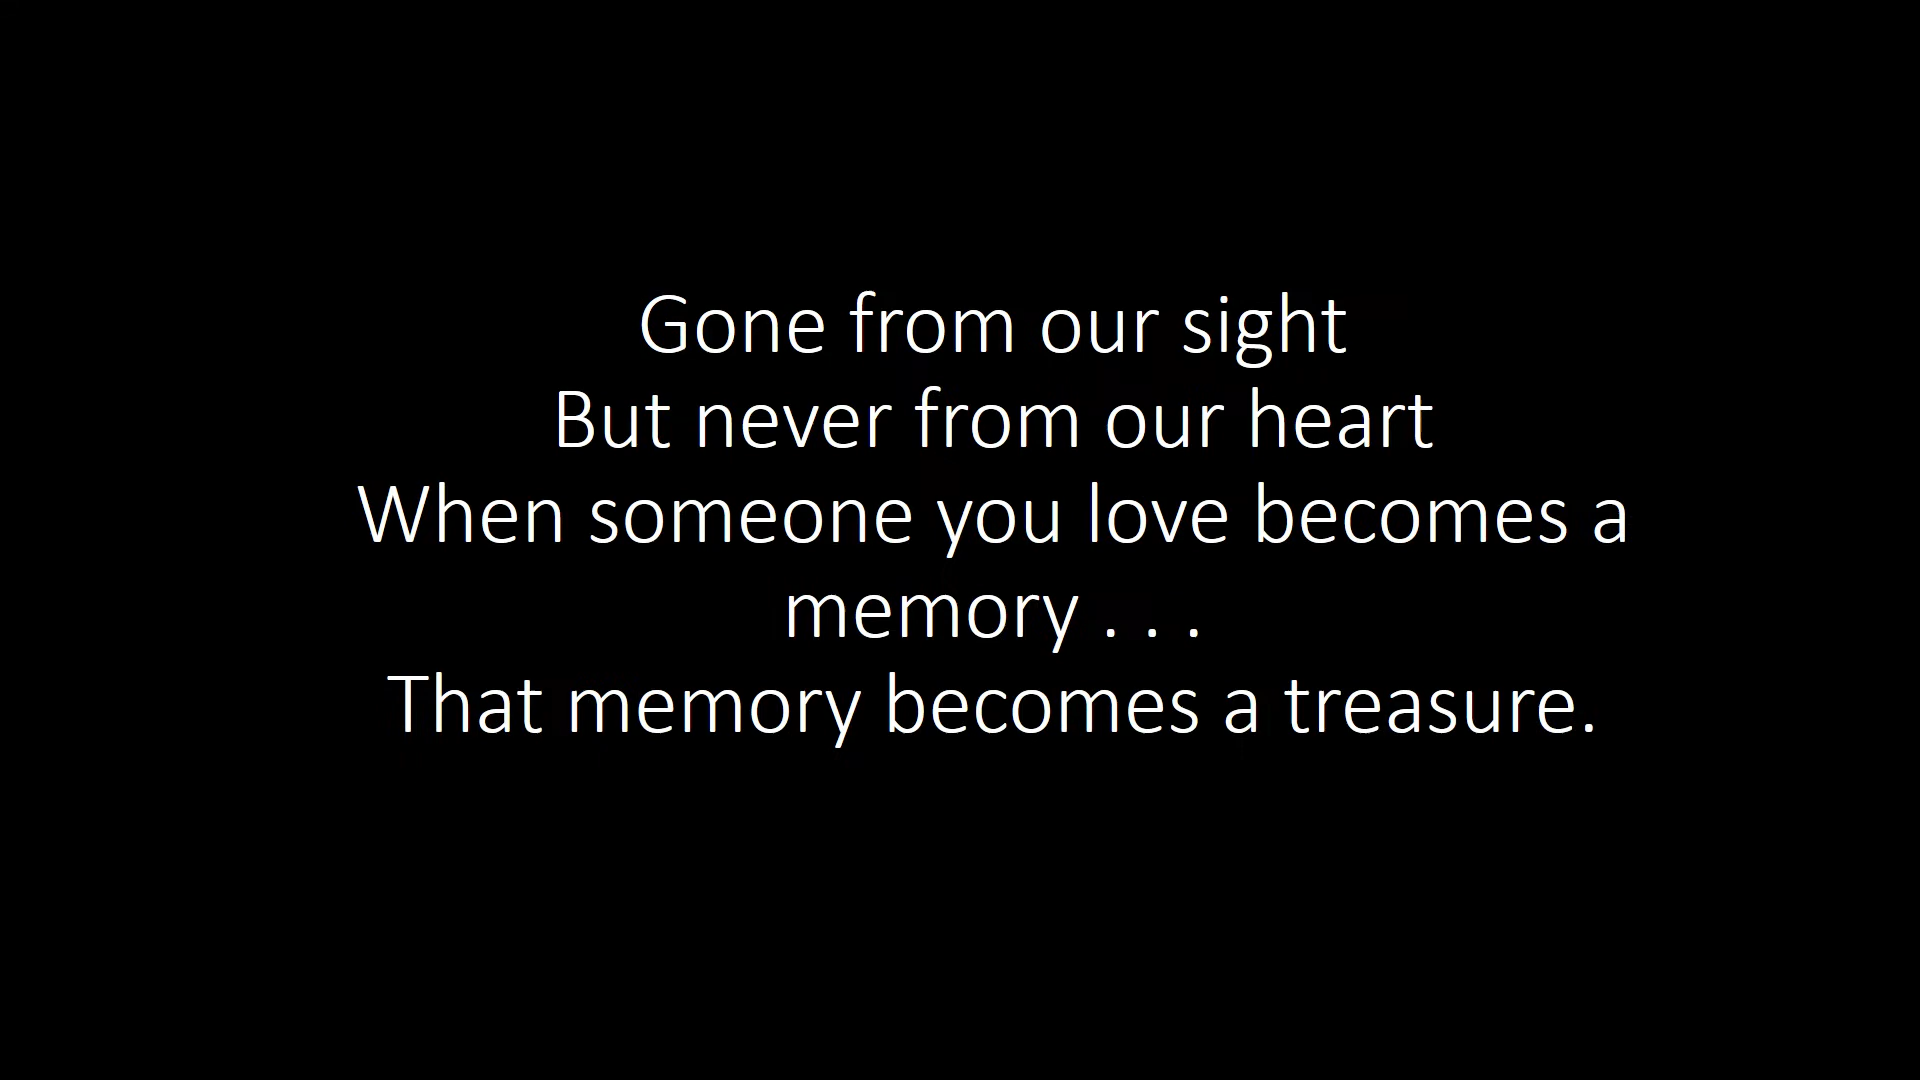 Gone from our sight
But never from our heart
When someone you love becomes a
memory . . .
That memory becomes a treasure.